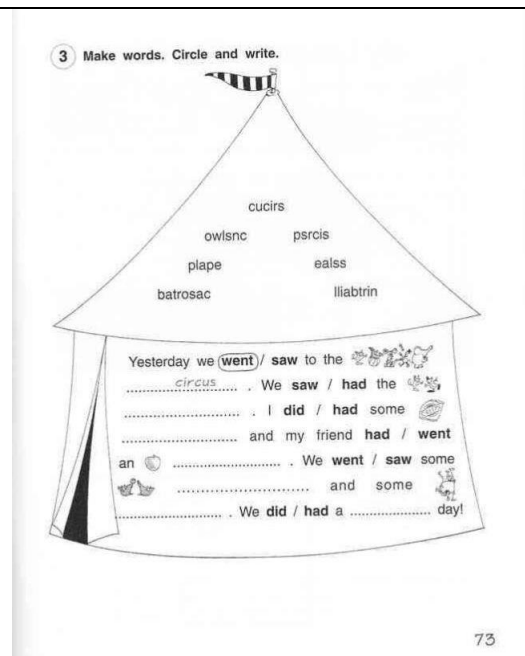 3 Make words. Circle and write.
cucirs
owlsnc psrcis
plape ealss
batrosac lliabtrin
Yesterday we went / saw to the
circus . We saw / had the
. I did / had some
and my friend had / went
an . We went / saw some
and some
. We did / had a day!
73